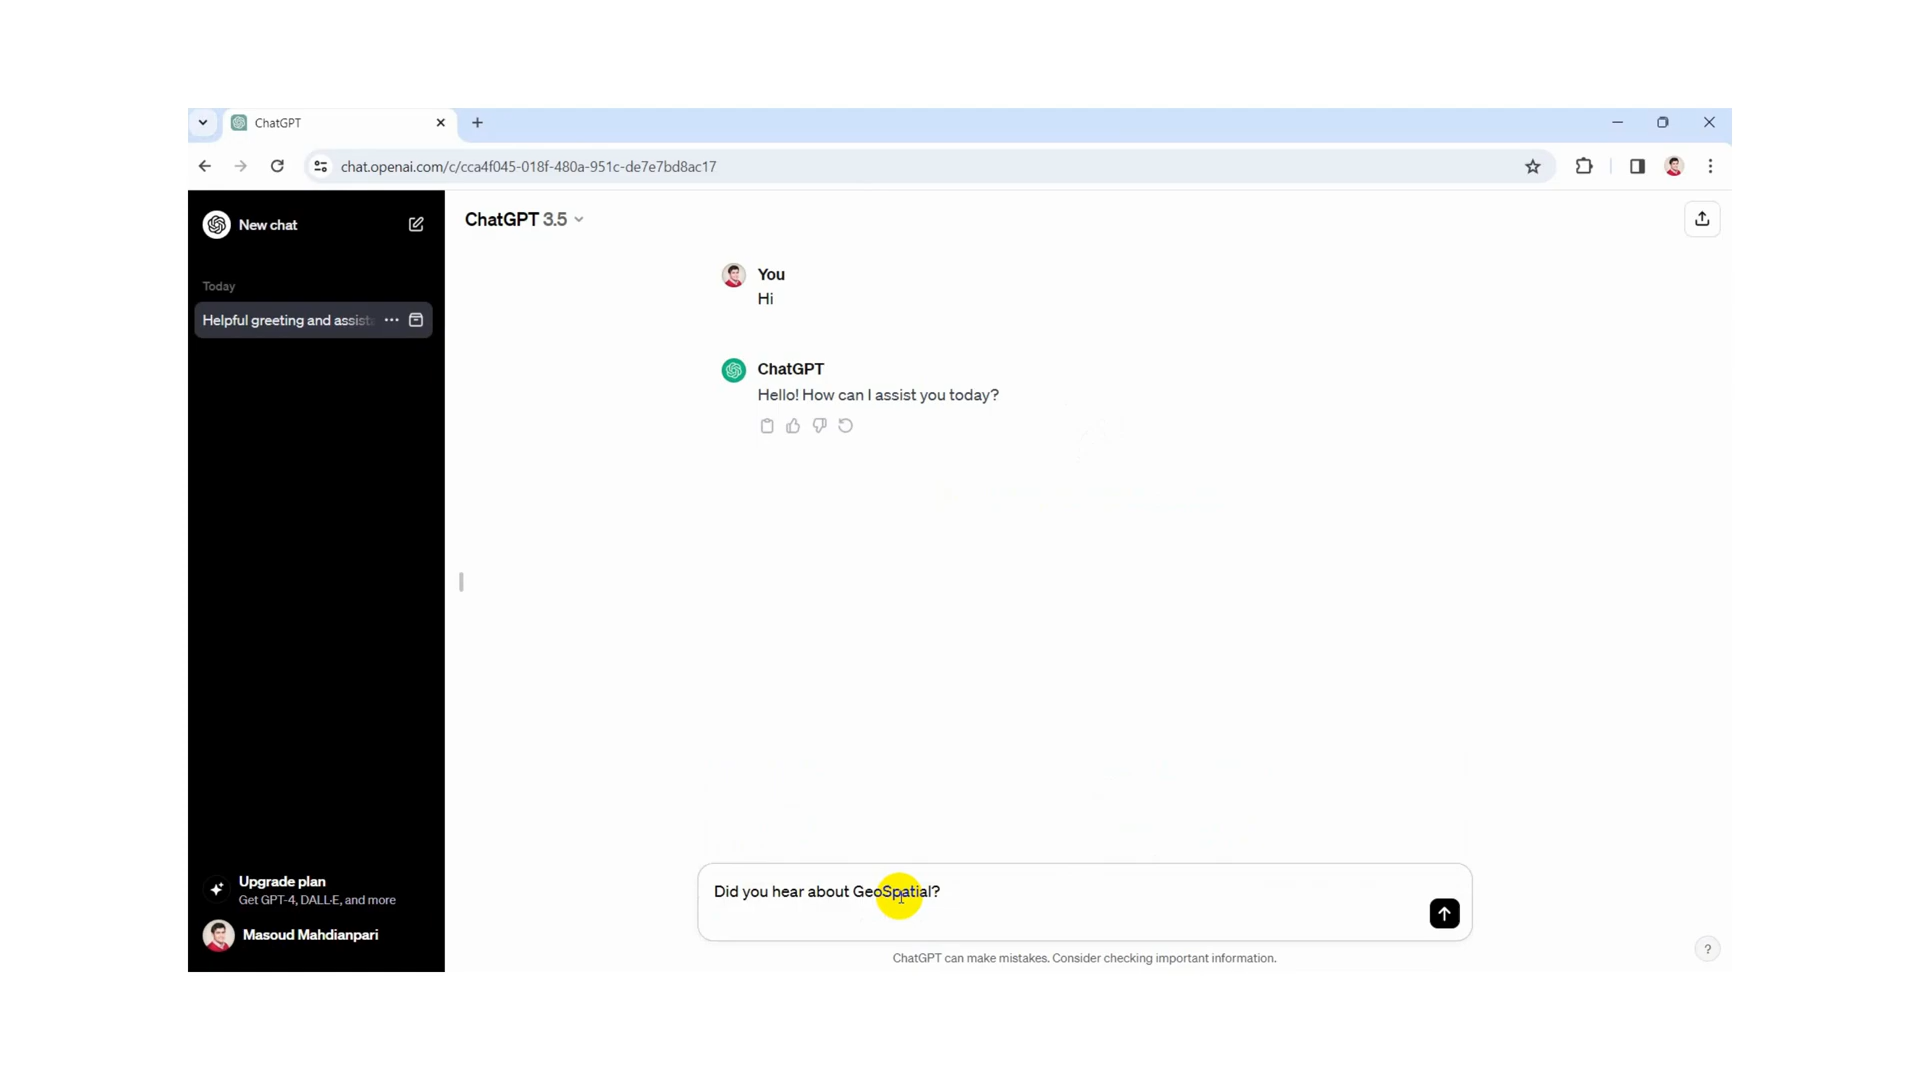 ChatGPT
chat.openai.com/c/cca4f045-018f-480a-951c-de7e7bd8ac17
New chat
ChatGPT 3.5
Today
Helpful greeting and assist
You
Hi
ChatGPT
Hello! How can I assist you today?
Did you hear about GeoSpatial?
Upgrade plan
Get GPT-4, DALL·E, and more
Masoud Mahdianpari
ChatGPT can make mistakes. Consider checking important information.
?